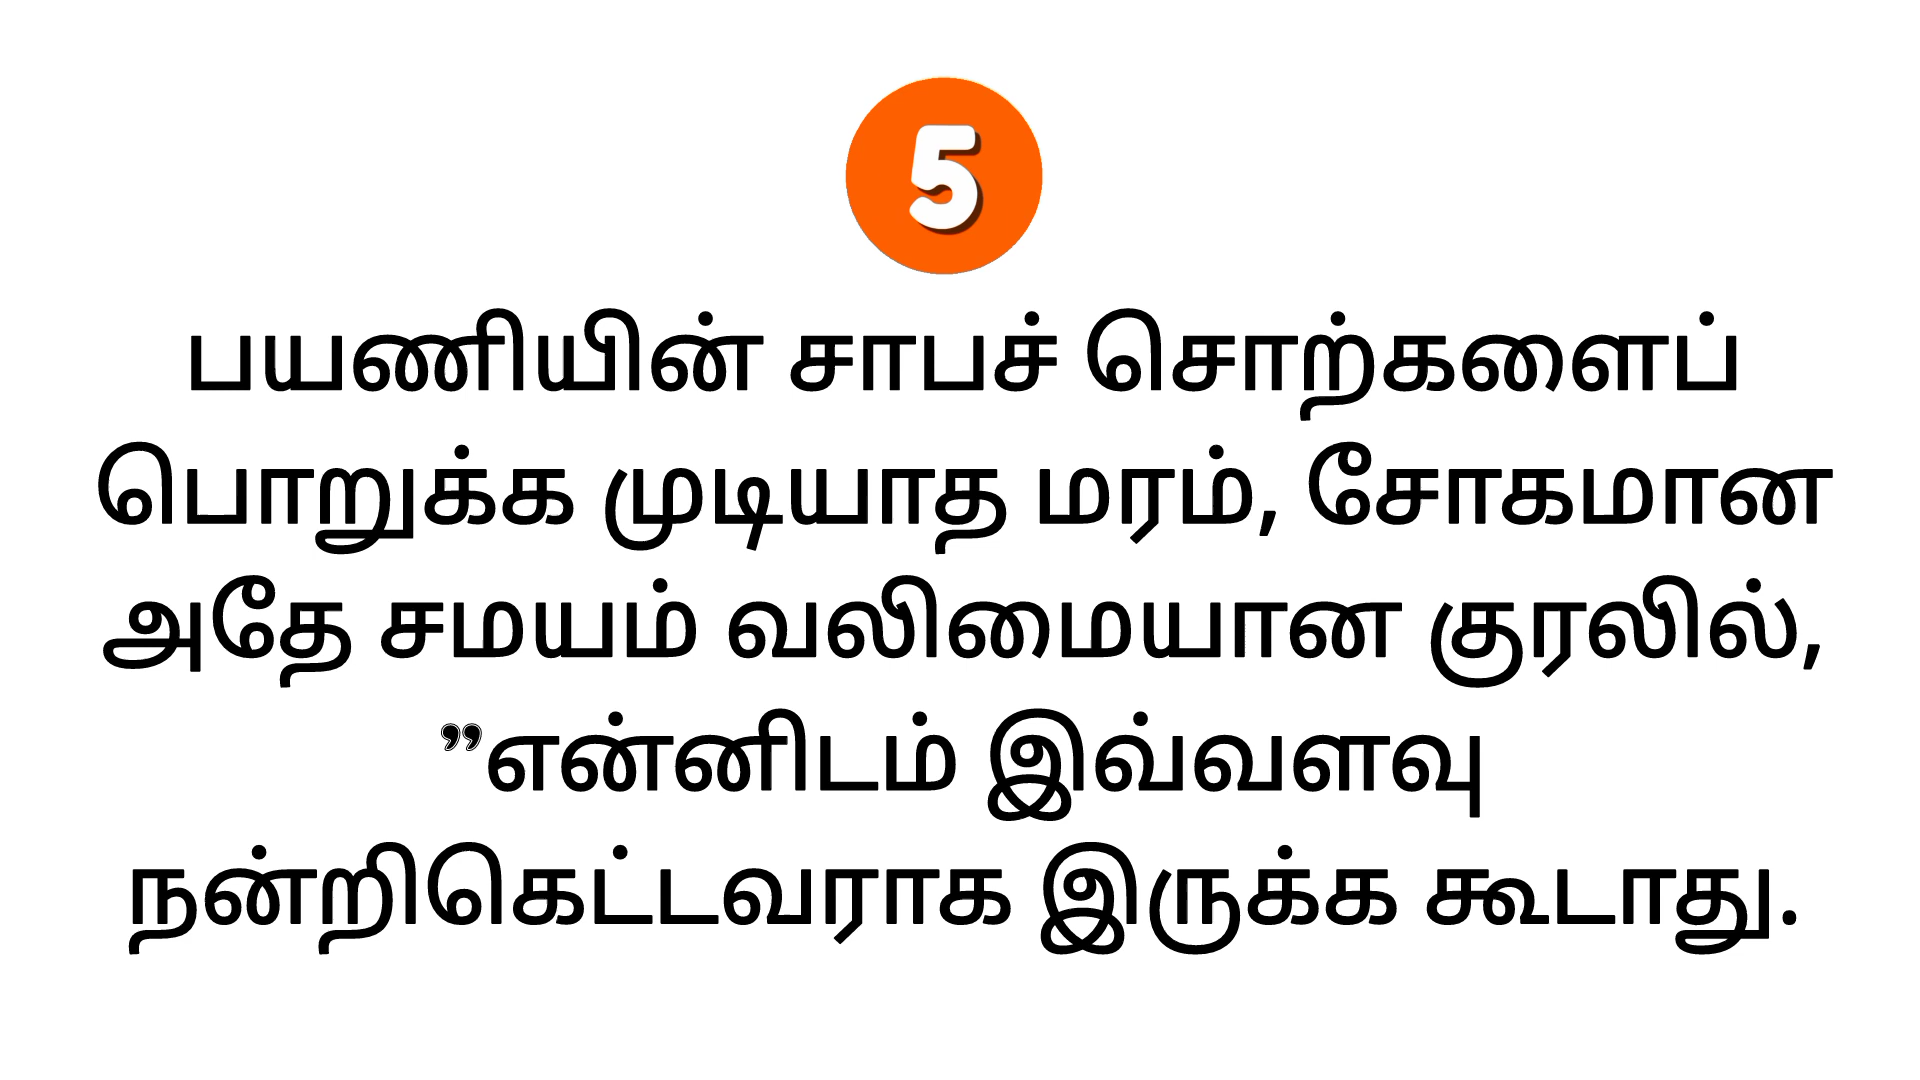 5
பயணியின் சாபச் சொற்களைப்
பொறுக்க முடியாத மரம், சோகமான
அதே சமயம் வலிமையான குரலில்,
”என்னிடம் இவ்வளவு
நன்றிகெட்டவராக இருக்க கூடாது.